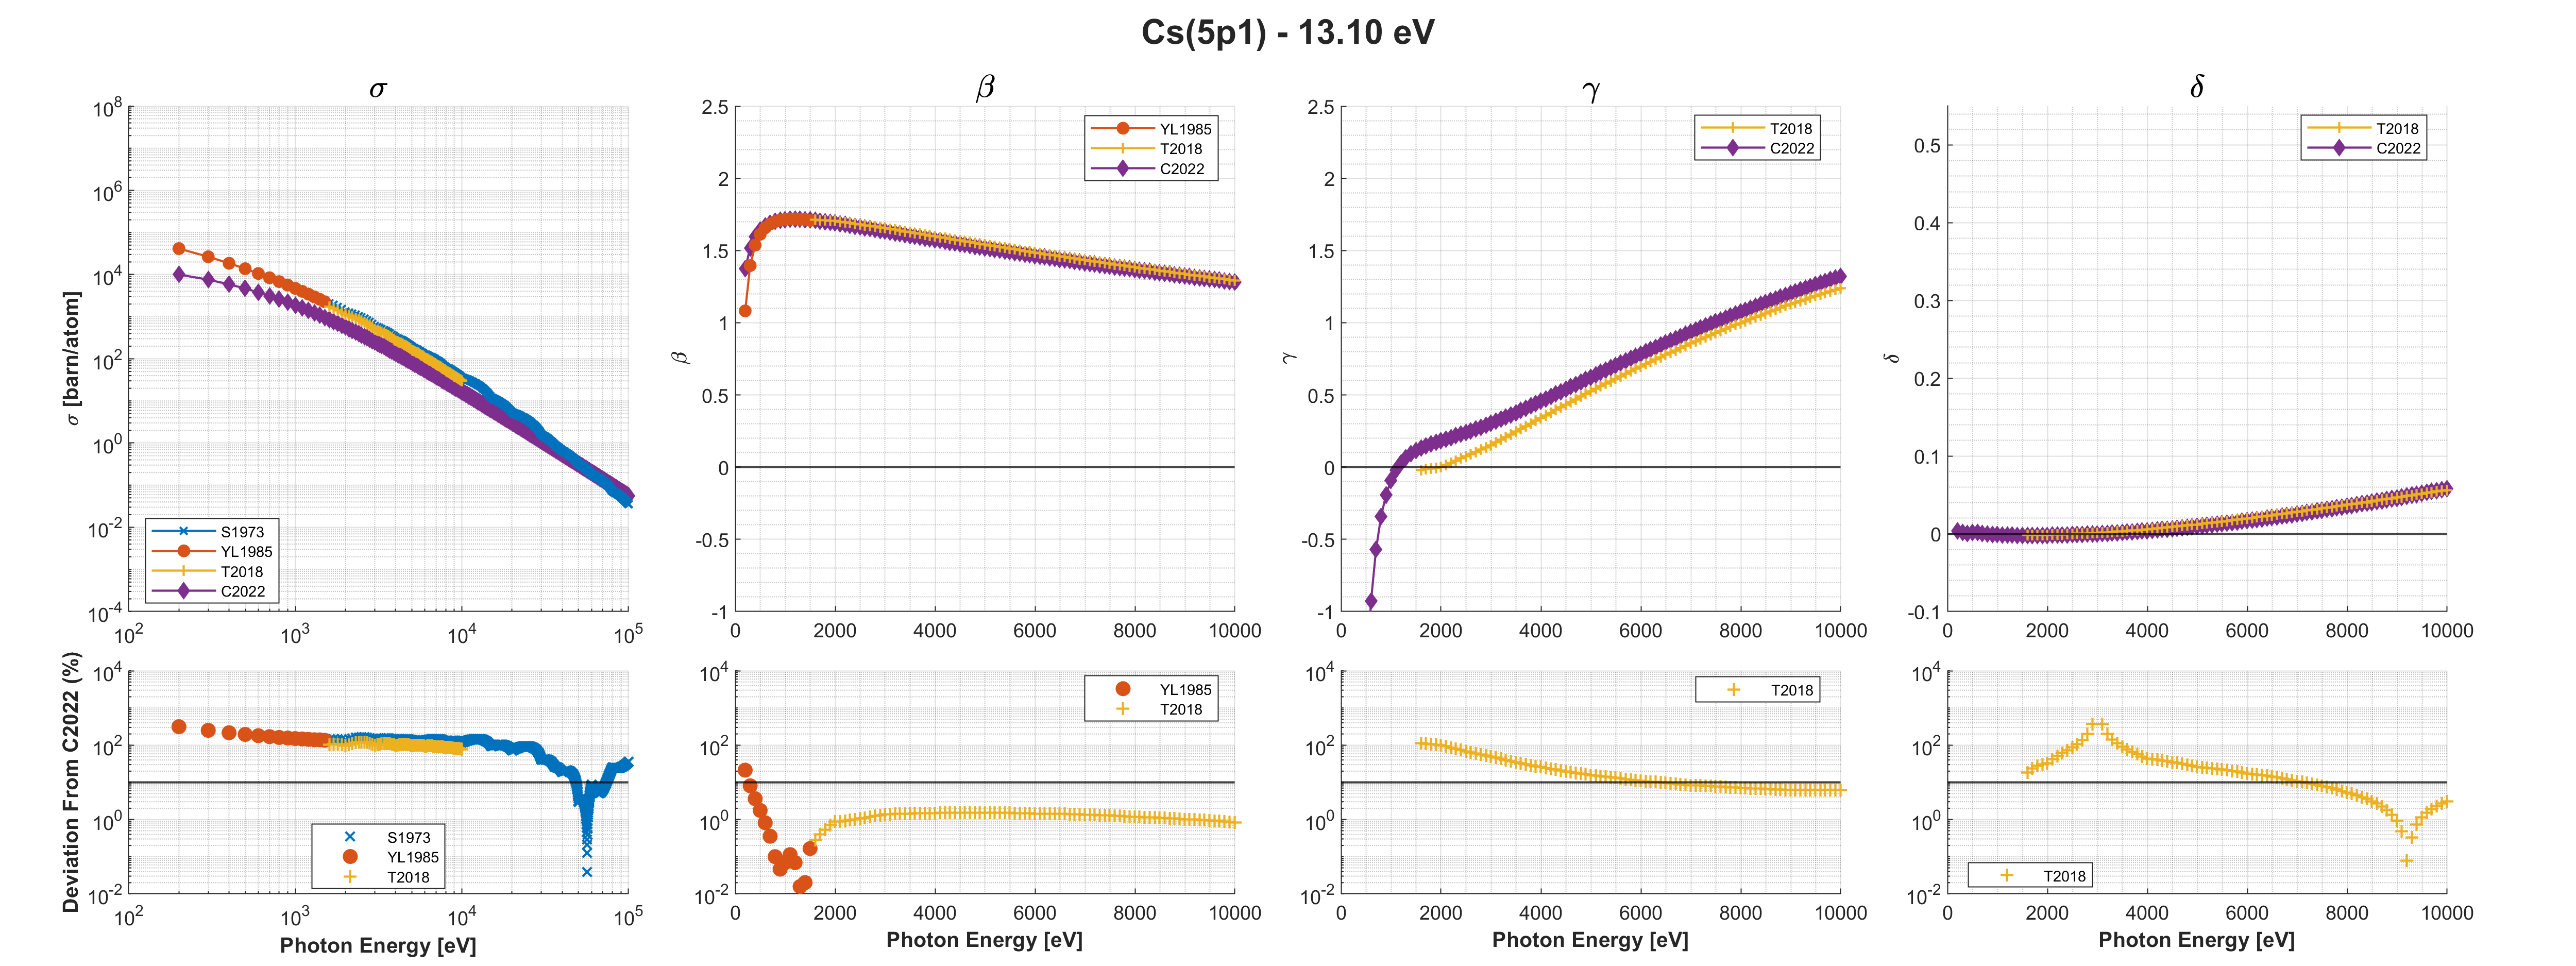 Cs(5p1) - 13.10 eV
σ
β
γ
δ
10^8
10^6
10^4
10^2
10^0
10^-2
10^-4
σ [barn/atom]
S1973
YL1985
T2018
C2022
10^2
10^3
10^4
10^5
2.5
2
1.5
1
0.5
0
-0.5
-1
β
YL1985
T2018
C2022
0
2000
4000
6000
8000
10000
2.5
2
1.5
1
0.5
0
-0.5
-1
γ
T2018
C2022
0
2000
4000
6000
8000
10000
0.5
0.4
0.3
0.2
0.1
0
-0.1
δ
T2018
C2022
0
2000
4000
6000
8000
10000
10^4
10^2
10^0
10^-2
Deviation From C2022 (%)
S1973
YL1985
T2018
10^2
10^3
10^4
10^5
Photon Energy [eV]
10^4
10^2
10^0
10^-2
YL1985
T2018
0
2000
4000
6000
8000
10000
Photon Energy [eV]
10^4
10^2
10^0
10^-2
T2018
0
2000
4000
6000
8000
10000
Photon Energy [eV]
10^4
10^2
10^0
10^-2
T2018
0
2000
4000
6000
8000
10000
Photon Energy [eV]